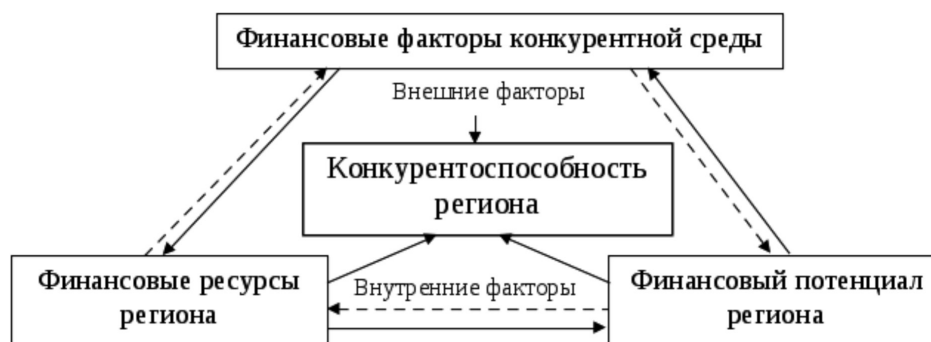 Финансовые факторы конкурентной среды
Внешние факторы
Конкурентоспособность
региона
Финансовые ресурсы
региона
Внутренние факторы
Финансовый потенциал
региона